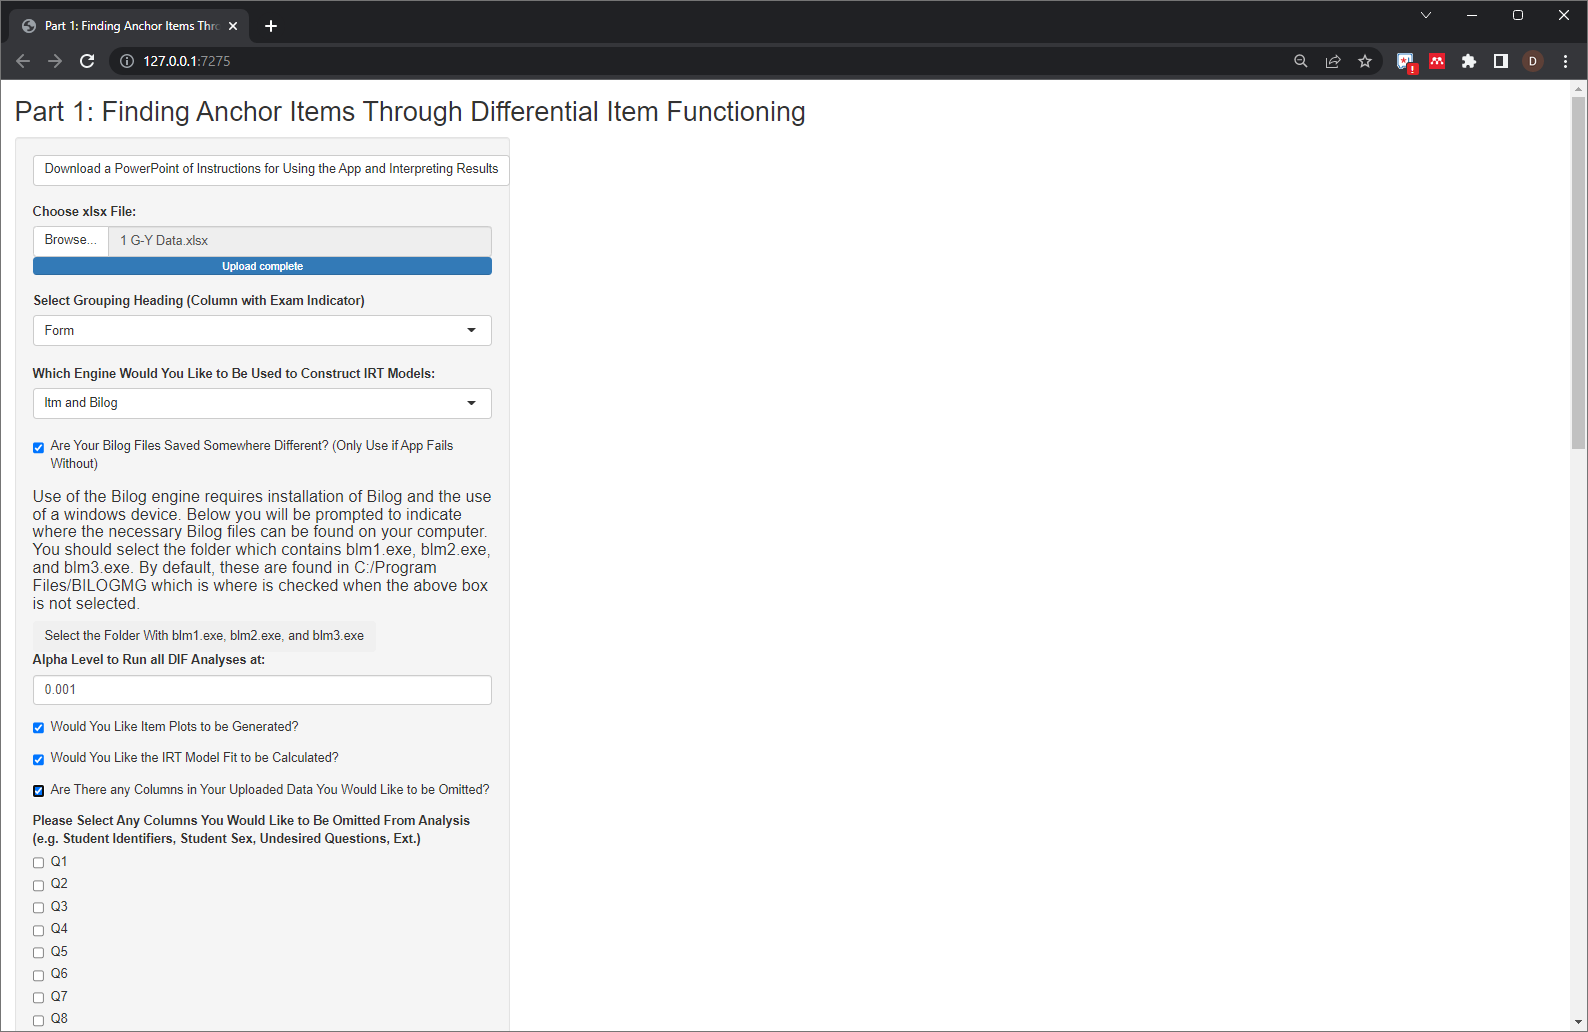 Part 1: Finding Anchor Items Thro
127.0.0.1:7275
D
Part 1: Finding Anchor Items Through Differential Item Functioning
Download a PowerPoint of Instructions for Using the App and Interpreting Results
Choose xlsx File:
Browse... 1 G-Y Data.xlsx
Upload complete
Select Grouping Heading (Column with Exam Indicator)
Form
Which Engine Would You Like to Be Used to Construct IRT Models:
ltm and Bilog
Are Your Bilog Files Saved Somewhere Different? (Only Use if App Fails
Without)
Use of the Bilog engine requires installation of Bilog and the use
of a windows device. Below you will be prompted to indicate
where the necessary Bilog files can be found on your computer.
You should select the folder which contains blm1.exe, blm2.exe,
and blm3.exe. By default, these are found in C:/Program
Files/BILOGMG which is where is checked when the above box
is not selected.
Select the Folder With blm1.exe, blm2.exe, and blm3.exe
Alpha Level to Run all DIF Analyses at:
0.001
Would You Like Item Plots to be Generated?
Would You Like the IRT Model Fit to be Calculated?
Are There any Columns in Your Uploaded Data You Would Like to be Omitted?
Please Select Any Columns You Would Like to Be Omitted From Analysis
(e.g. Student Identifiers, Student Sex, Undesired Questions, Ext.)
Q1
Q2
Q3
Q4
Q5
Q6
Q7
Q8